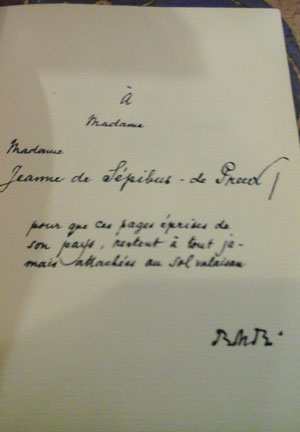 À
Madame
Madame
Jeanne de Sépibus - de Preux
pour que ces pages éprises de
son pays, restent à tout ja-
mais attachées au sol valaisan
RMR.